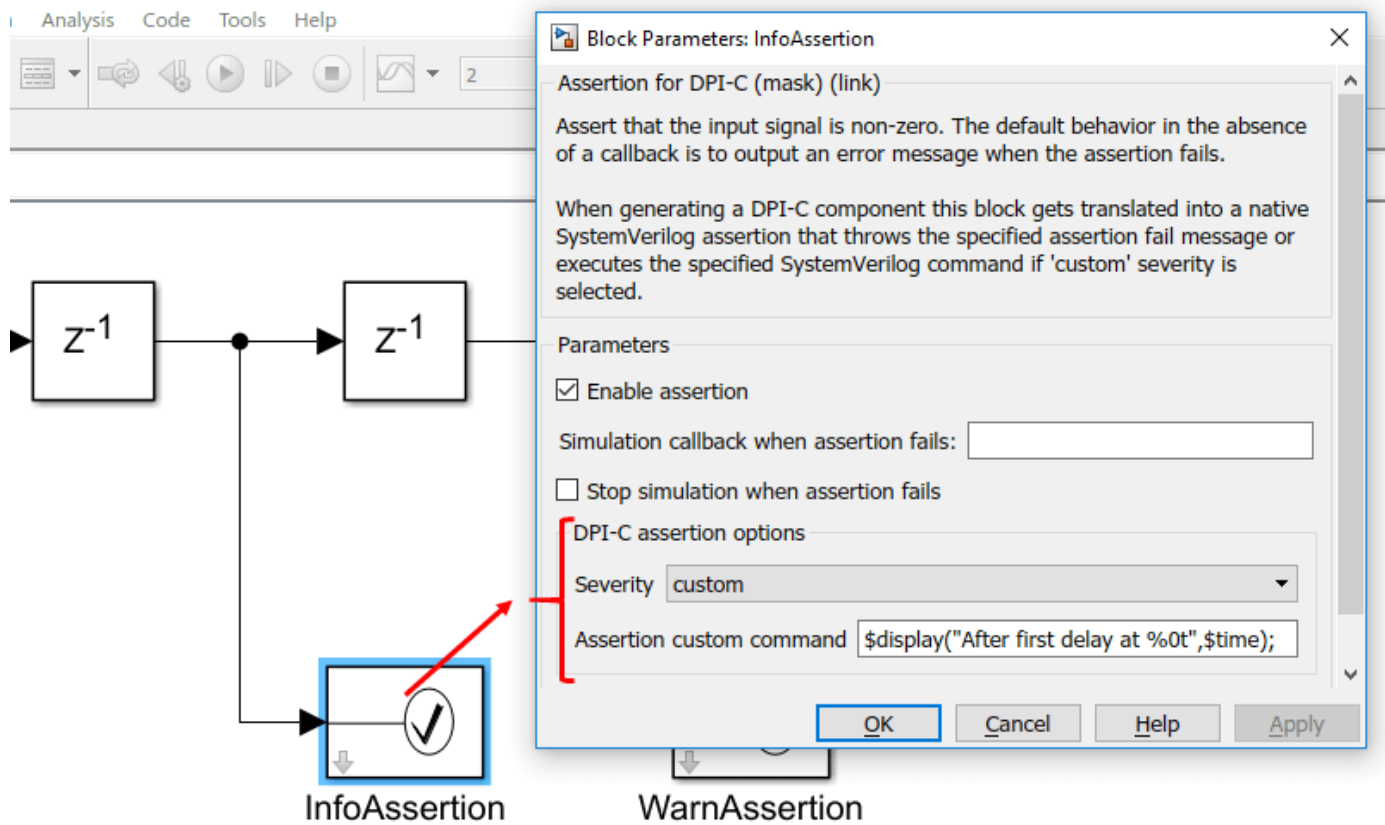 Analysis Code Tools Help
2
Block Parameters: InfoAssertion
Assertion for DPI-C (mask) (link)
Assert that the input signal is non-zero. The default behavior in the absence
of a callback is to output an error message when the assertion fails.
When generating a DPI-C component this block gets translated into a native
SystemVerilog assertion that throws the specified assertion fail message or
executes the specified SystemVerilog command if 'custom' severity is
selected.
Parameters
Enable assertion
Simulation callback when assertion fails:
Stop simulation when assertion fails
DPI-C assertion options
Severity custom
Assertion custom command $display("After first delay at %0t",$time);
OK Cancel Help Apply
z-1 z-1
InfoAssertion WarnAssertion